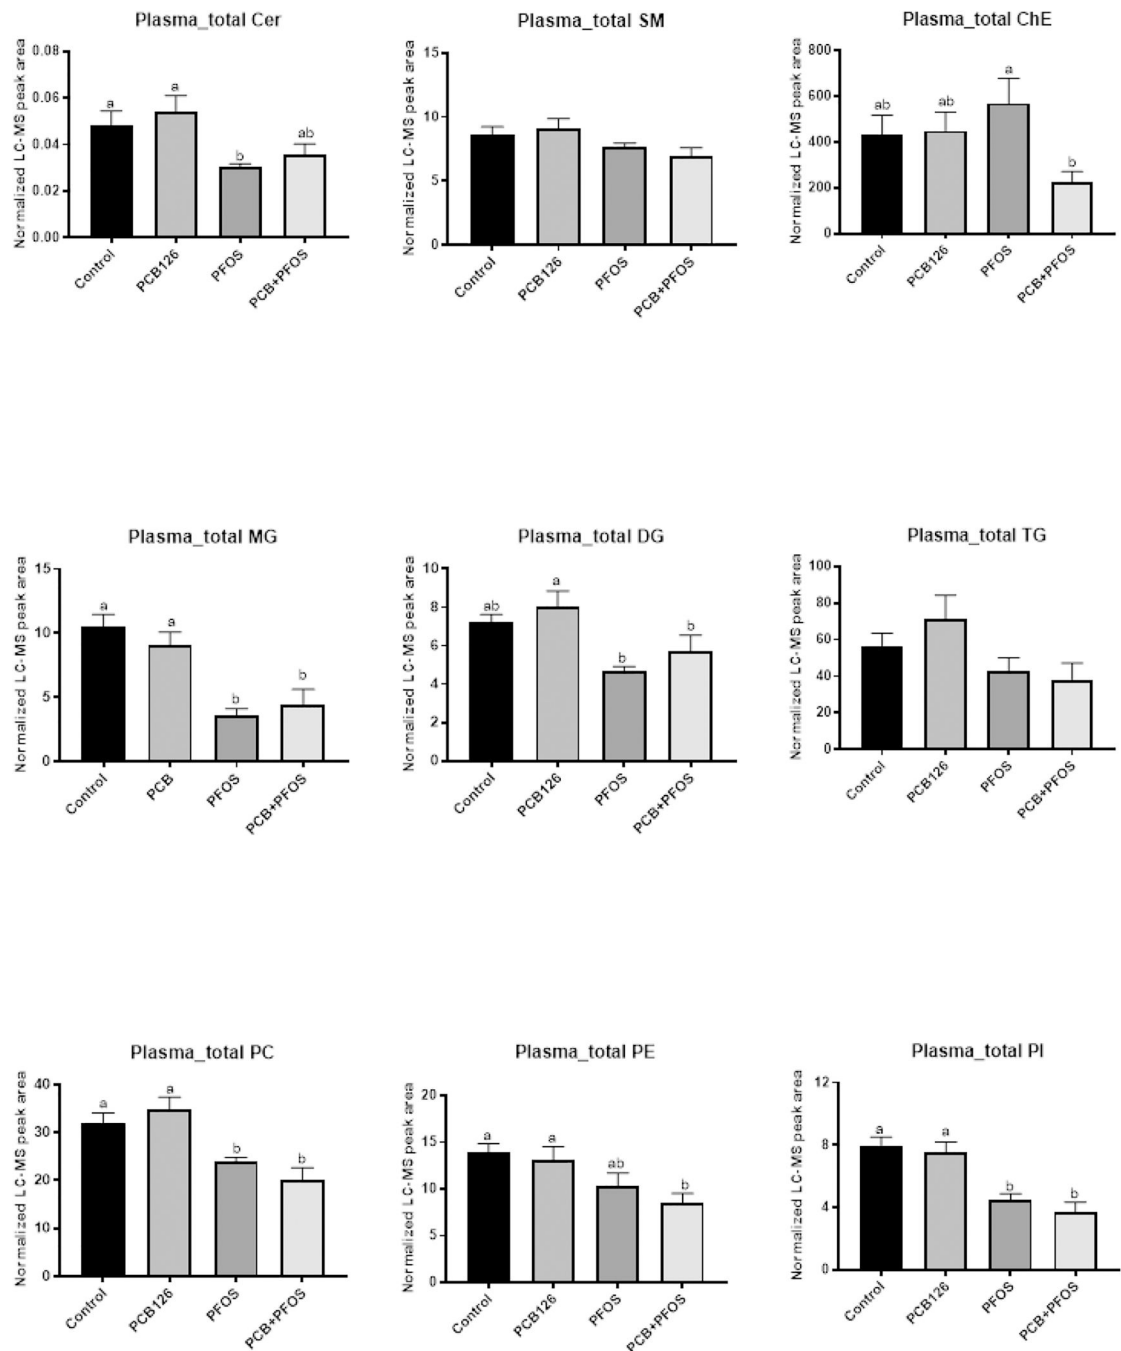 Plasma_total Cer
Normalized LC-MS peak area
0.08
0.06
0.04
0.02
0.00
a
a
b
ab
Control
PCB126
PFOS
PCB+PFOS
Plasma_total SM
Normalized LC-MS peak area
15
10
5
0
Control
PCB126
PFOS
PCB+PFOS
Plasma_total ChE
Normalized LC-MS peak area
800
600
400
200
0
ab
ab
a
b
Control
PCB126
PFOS
PCB+PFOS
Plasma_total MG
Normalized LC-MS peak area
15
10
5
0
a
a
b
b
Control
PCB
PFOS
PCB+PFOS
Plasma_total DG
Normalized LC-MS peak area
10
8
6
4
2
0
ab
a
b
b
Control
PCB126
PFOS
PCB+PFOS
Plasma_total TG
Normalized LC-MS peak area
100
80
60
40
20
0
Control
PCB126
PFOS
PCB+PFOS
Plasma_total PC
Normalized LC-MS peak area
40
30
20
10
0
a
a
b
b
Control
PCB126
PFOS
PCB+PFOS
Plasma_total PE
Normalized LC-MS peak area
20
15
10
5
0
a
a
ab
b
Control
PCB126
PFOS
PCB+PFOS
Plasma_total PI
Normalized LC-MS peak area
12
8
4
0
a
a
b
b
Control
PCB126
PFOS
PCB+PFOS